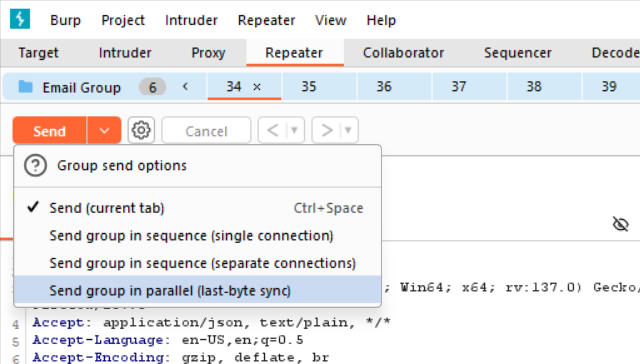 Burp Project Intruder Repeater View Help
Target Intruder Proxy Repeater Collaborator Sequencer Decode
Email Group 6 < 34 × 35 36 37 38 39
Send Cancel < >
? Group send options
✓ Send (current tab) Ctrl+Space
Send group in sequence (single connection)
Send group in sequence (separate connections)
Send group in parallel (last-byte sync)
; Win64; x64; rv:137.0) Gecko/
4 Accept: application/json, text/plain, */*
5 Accept-Language: en-US,en;q=0.5
6 Accept-Encoding: gzip, deflate, br